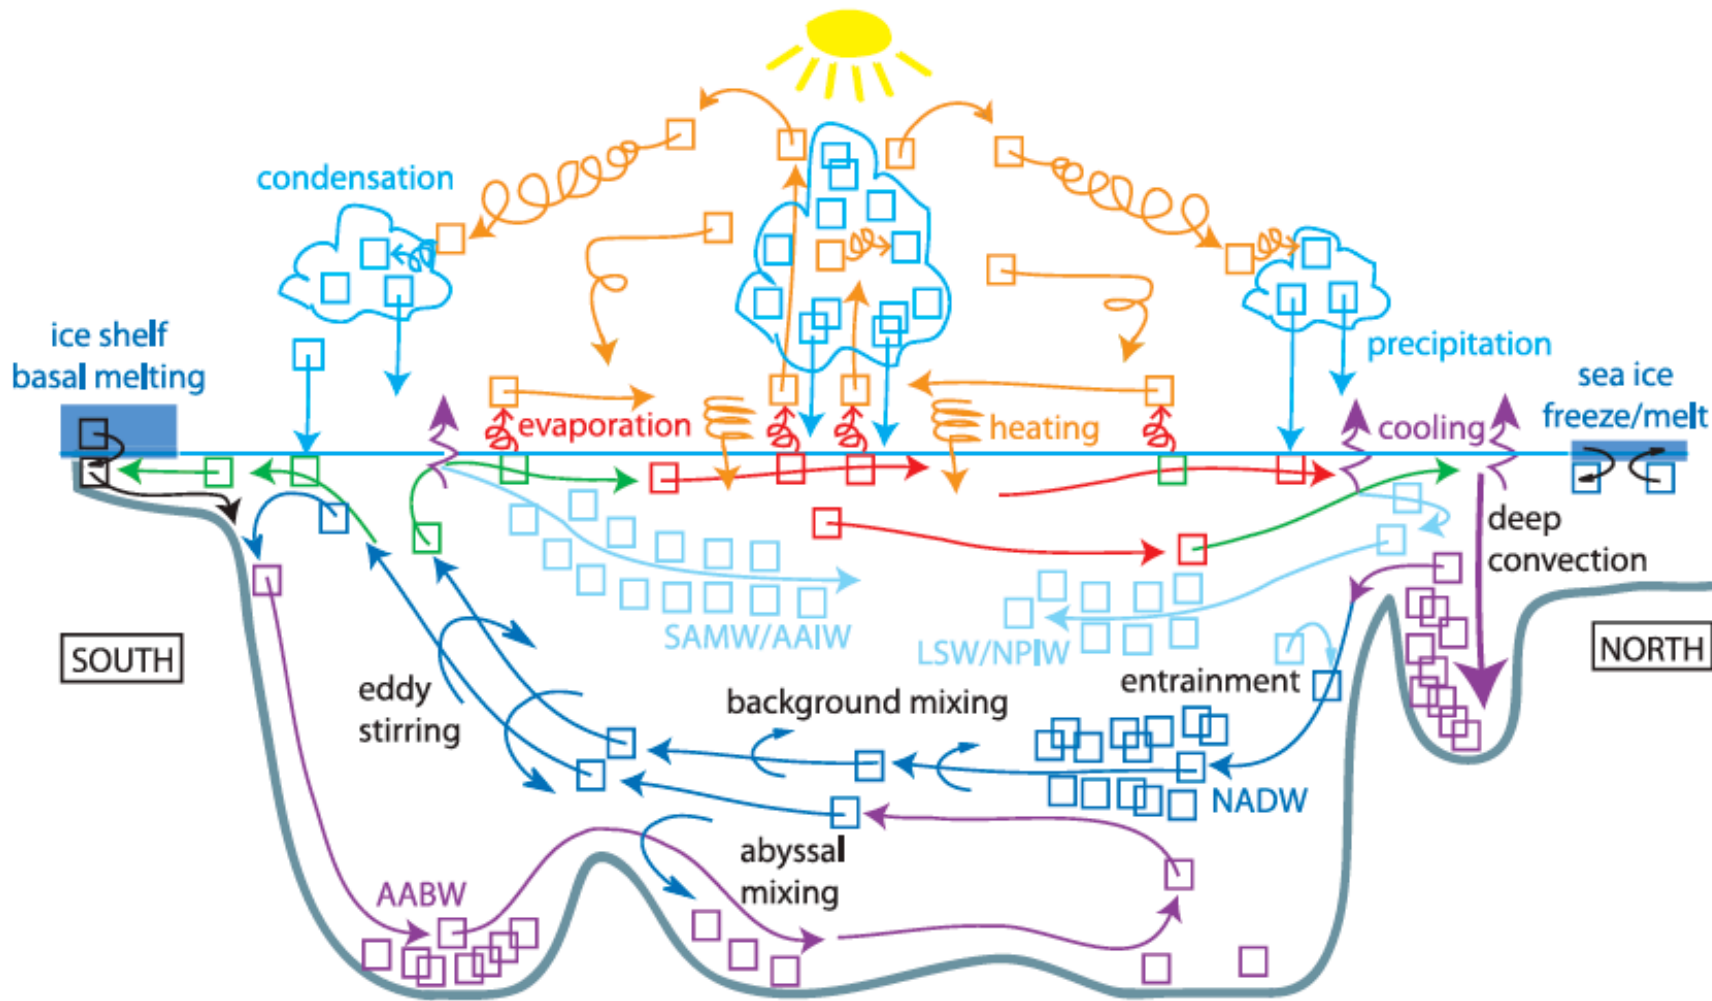 condensation
ice shelf
basal melting
precipitation
sea ice
freeze/melt
evaporation
heating
cooling
deep
convection
SOUTH
SAMW/AAIW
LSW/NPIW
NORTH
eddy
stirring
background mixing
entrainment
NADW
abyssal
mixing
AABW